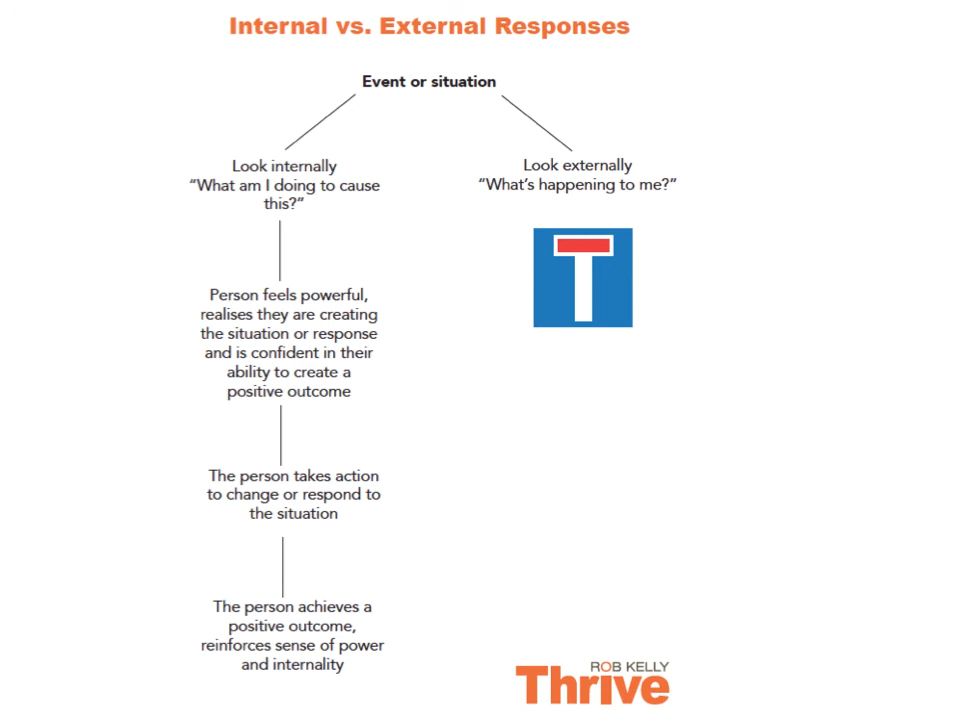 Internal vs. External Responses
Event or situation
Look internally
“What am I doing to cause
this?”
Person feels powerful,
realises they are creating
the situation or response
and is confident in their
ability to create a
positive outcome
The person takes action
to change or respond to
the situation
The person achieves a
positive outcome,
reinforces sense of power
and internality
Look externally
“What’s happening to me?”
ROB KELLY
Thrive